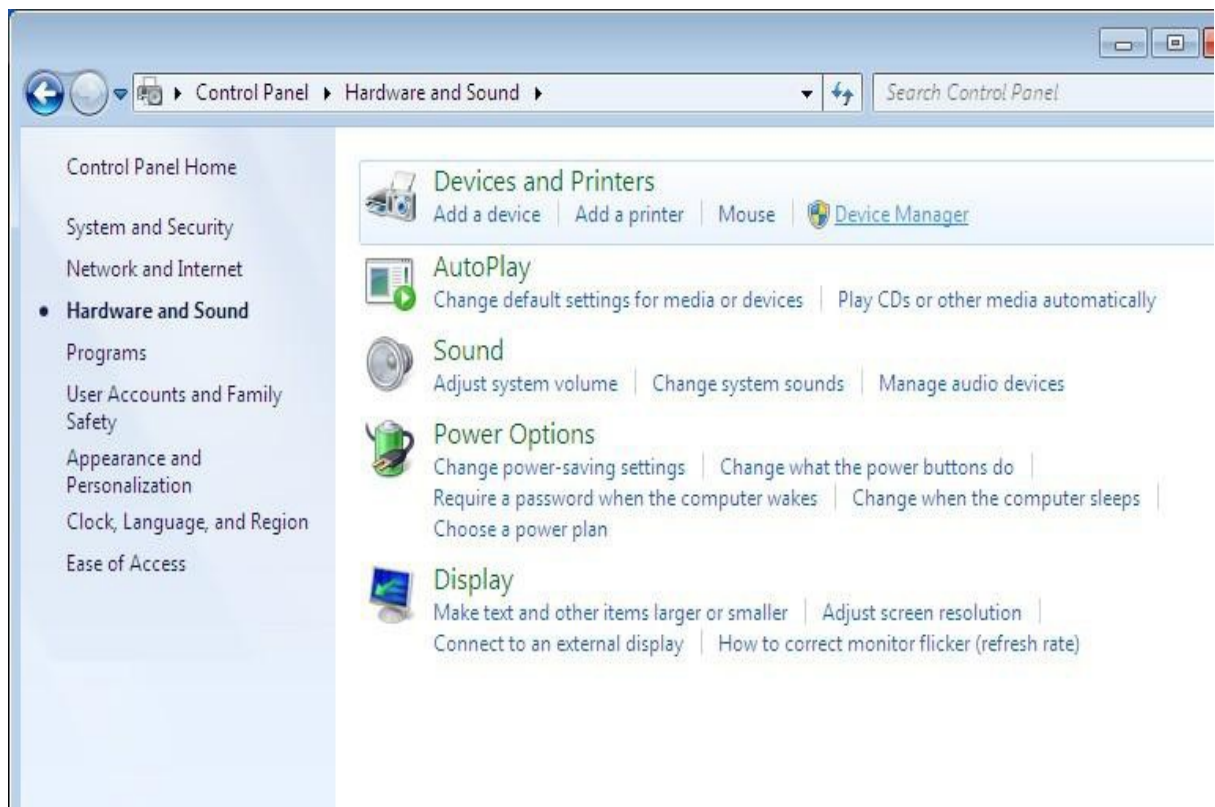 Control Panel Hardware and Sound Search Control Panel
Control Panel Home
System and Security
Network and Internet
Hardware and Sound
Programs
User Accounts and Family
Safety
Appearance and
Personalization
Clock, Language, and Region
Ease of Access
Devices and Printers
Add a device Add a printer Mouse Device Manager
AutoPlay
Change default settings for media or devices Play CDs or other media automatically
Sound
Adjust system volume Change system sounds Manage audio devices
Power Options
Change power-saving settings Change what the power buttons do
Require a password when the computer wakes Change when the computer sleeps
Choose a power plan
Display
Make text and other items larger or smaller Adjust screen resolution
Connect to an external display How to correct monitor flicker (refresh rate)